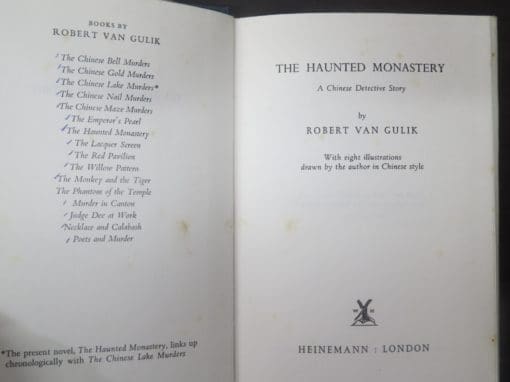 BOOKS BY
ROBERT VAN GULIK
The Chinese Bell Murders
The Chinese Gold Murders
The Chinese Lake Murders*
The Chinese Nail Murders
The Chinese Maze Murders
The Emperor's Pearl
The Haunted Monastery
The Lacquer Screen
The Red Pavilion
The Willow Pattern
The Monkey and the Tiger
The Phantom of the Temple
Murder in Canton
Judge Dee at Work
Necklace and Calabash
Poets and Murder
*The present novel, The Haunted Monastery, links up
chronologically with The Chinese Lake Murders
THE HAUNTED MONASTERY
A Chinese Detective Story
by
ROBERT VAN GULIK
With eight illustrations
drawn by the author in Chinese style
W H
HEINEMANN : LONDON